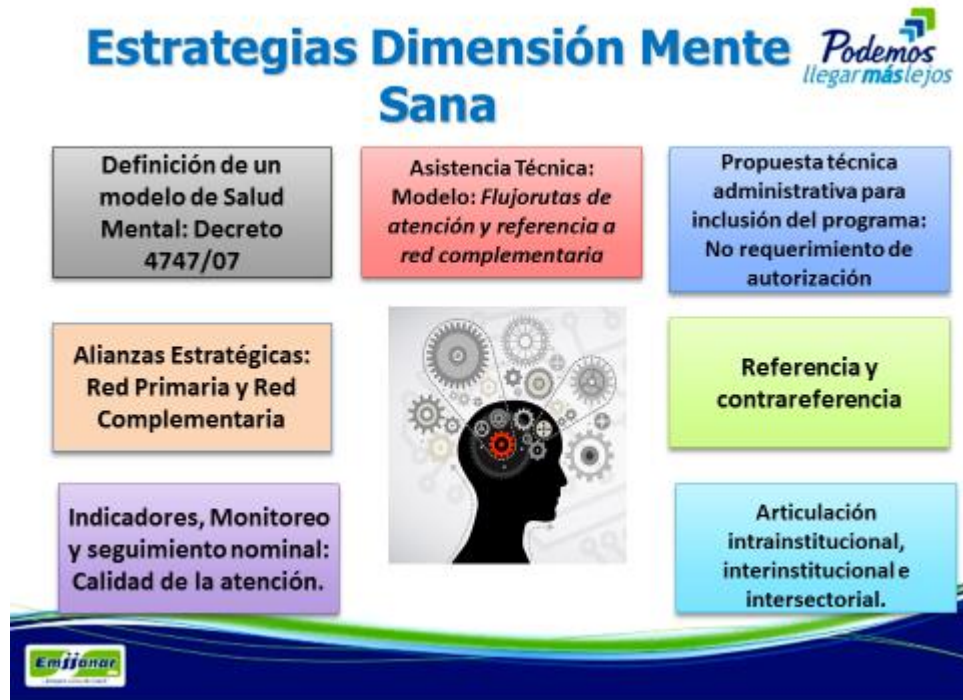 Estrategias Dimensión Mente
Sana
Podemos
llegar más lejos
Definición de un
modelo de Salud
Mental: Decreto
4747/07
Asistencia Técnica:
Modelo: Flujorutas de
atención y referencia a
red complementaria
Propuesta técnica
administrativa para
inclusión del programa:
No requerimiento de
autorización
Alianzas Estratégicas:
Red Primaria y Red
Complementaria
Referencia y
contrareferencia
Indicadores, Monitoreo
y seguimiento nominal:
Calidad de la atención.
Articulación
intrainstitucional,
interinstitucional e
intersectorial.